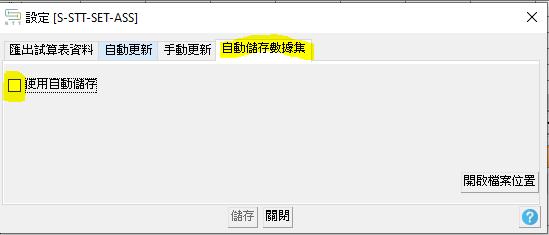 STT
設定 [S-STT-SET-ASS]
匯出試算表資料 自動更新 手動更新 自動儲存數據集
使用自動儲存
開啟檔案位置
儲存 關閉 ?